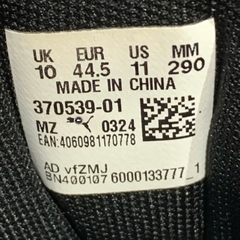 UK EUR US MM
10 44.5 11 290
MADE IN CHINA
370539-01
MZ 0324
EAN:4060981170778
AD vfZMJ
BN400107 6000133777_1